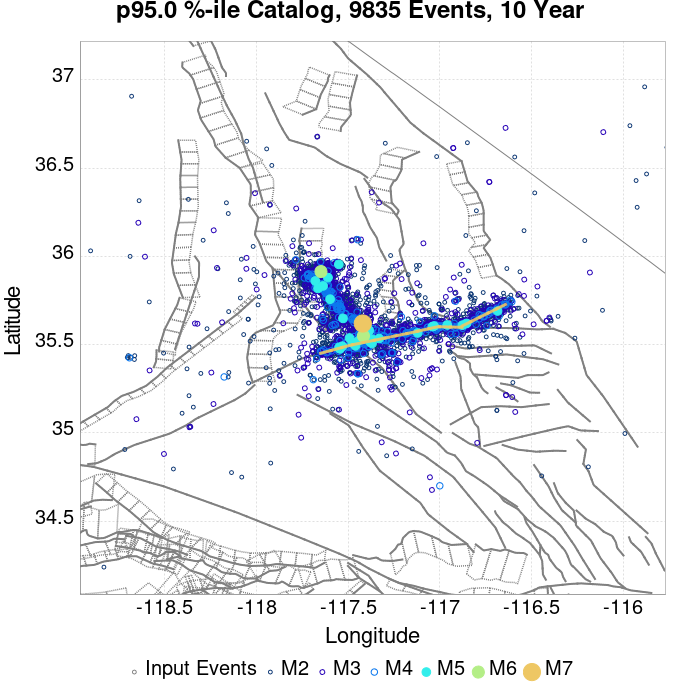 p95.0 %-ile Catalog, 9835 Events, 10 Year
37
36.5
36
35.5
35
34.5
Latitude
-118.5 -118 -117.5 -117 -116.5 -116
Longitude
Input Events M2 M3 M4 M5 M6 M7